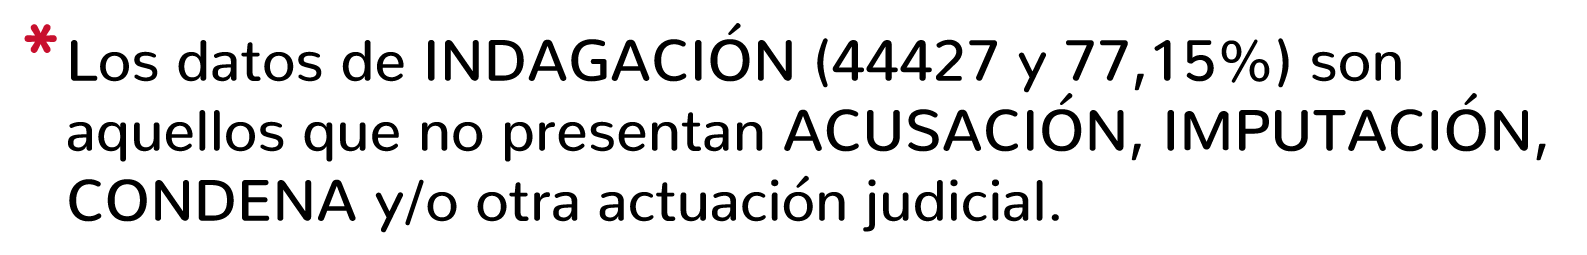 * Los datos de INDAGACIÓN (44427 y 77,15%) son
aquellos que no presentan ACUSACIÓN, IMPUTACIÓN,
CONDENA y/o otra actuación judicial.